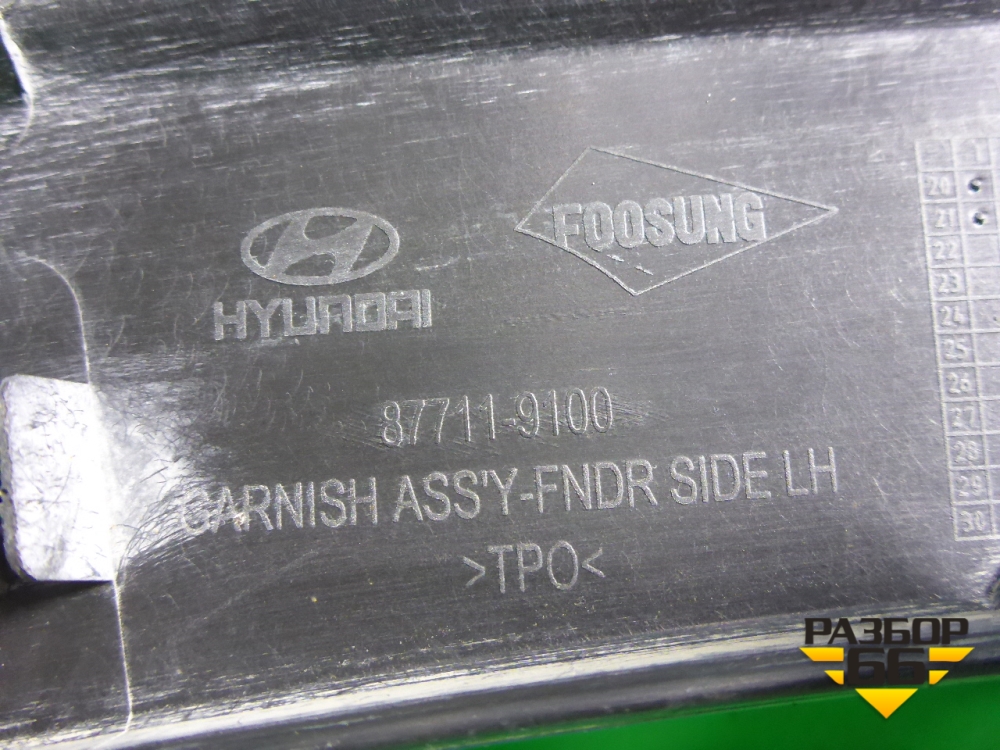 HYUNDAI
FOOSUNG
87711-9100
GARNISH ASS'Y-FNDR SIDE LH
>TPO<
20
21
22
23
24
25
26
27
28
29
30
РАЗБОР
66